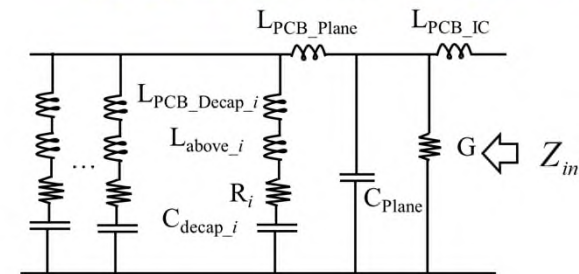 L_PCB_Plane
L_PCB_IC
L_PCB_Decap_i
L_above_i
...
R_i
C_decap_i
C_Plane
G
Z_in